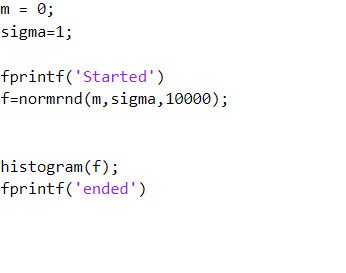 m = 0;
sigma=1;
fprintf('Started')
f=normrnd(m,sigma,10000);
histogram(f);
fprintf('ended')